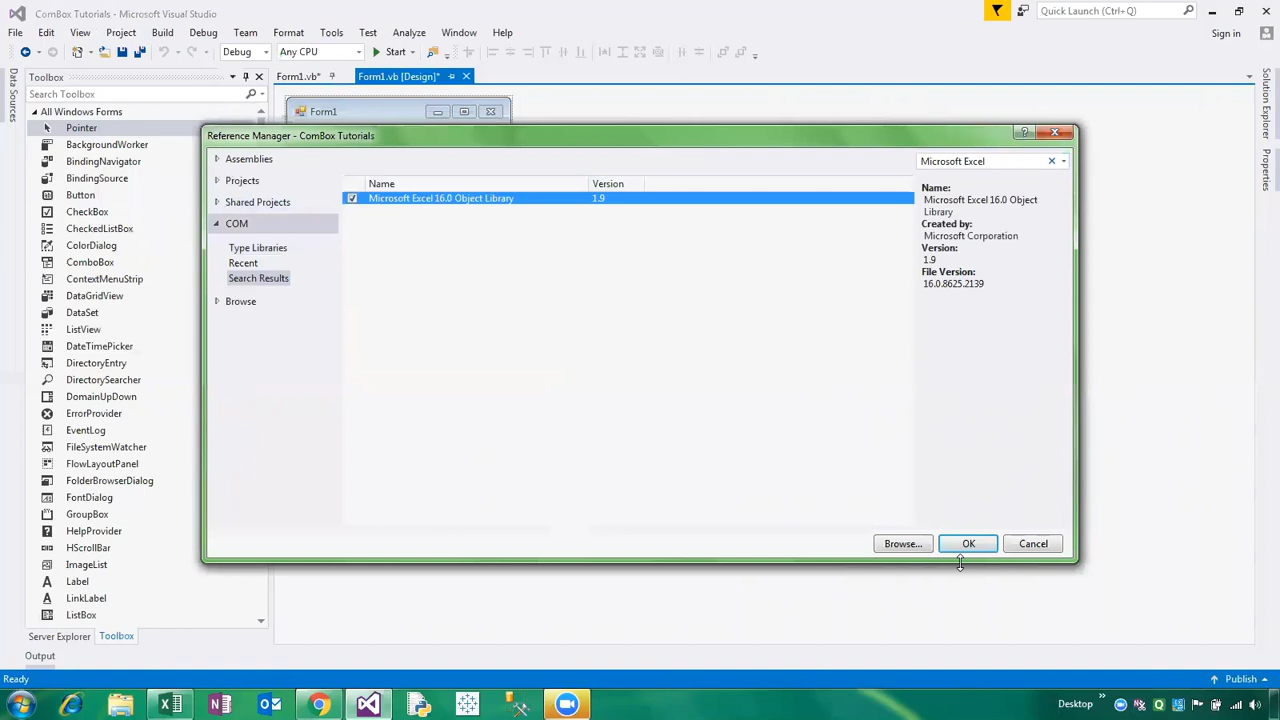 ComBox Tutorials - Microsoft Visual Studio
Quick Launch (Ctrl+Q)
File Edit View Project Build Debug Team Format Tools Test Analyze Window Help
Sign in
Debug Any CPU Start
Data Sources
Toolbox
Form1.vb* Form1.vb [Design]*
Search Toolbox
All Windows Forms
Form1
Pointer
BackgroundWorker
BindingNavigator
BindingSource
Button
CheckBox
CheckedListBox
ColorDialog
ComboBox
ContextMenuStrip
DataGridView
DataSet
ListView
DateTimePicker
DirectoryEntry
DirectorySearcher
DomainUpDown
ErrorProvider
EventLog
FileSystemWatcher
FlowLayoutPanel
FolderBrowserDialog
FontDialog
GroupBox
HelpProvider
HScrollBar
ImageList
Label
LinkLabel
ListBox
Server Explorer Toolbox
Reference Manager - ComBox Tutorials
Assemblies
Projects
Shared Projects
COM
Type Libraries
Recent
Search Results
Browse
Name Version
Microsoft Excel 16.0 Object Library 1.9
Microsoft Excel
Name:
Microsoft Excel 16.0 Object
Library
Created by:
Microsoft Corporation
Version:
1.9
File Version:
16.0.8625.2139
Browse... OK Cancel
Solution Explorer
Properties
Output
Ready
Publish
Desktop